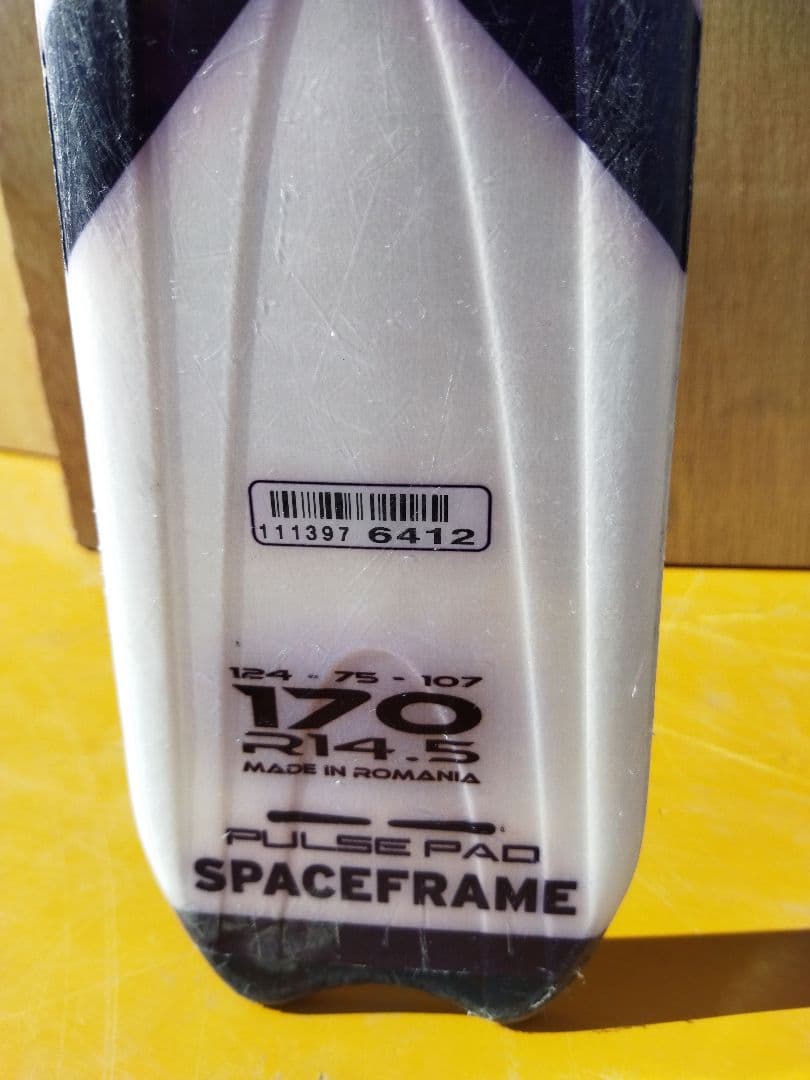 111397 6412
124 - 75 - 107
170
R14.5
MADE IN ROMANIA
PULSE PAD
SPACEFRAME